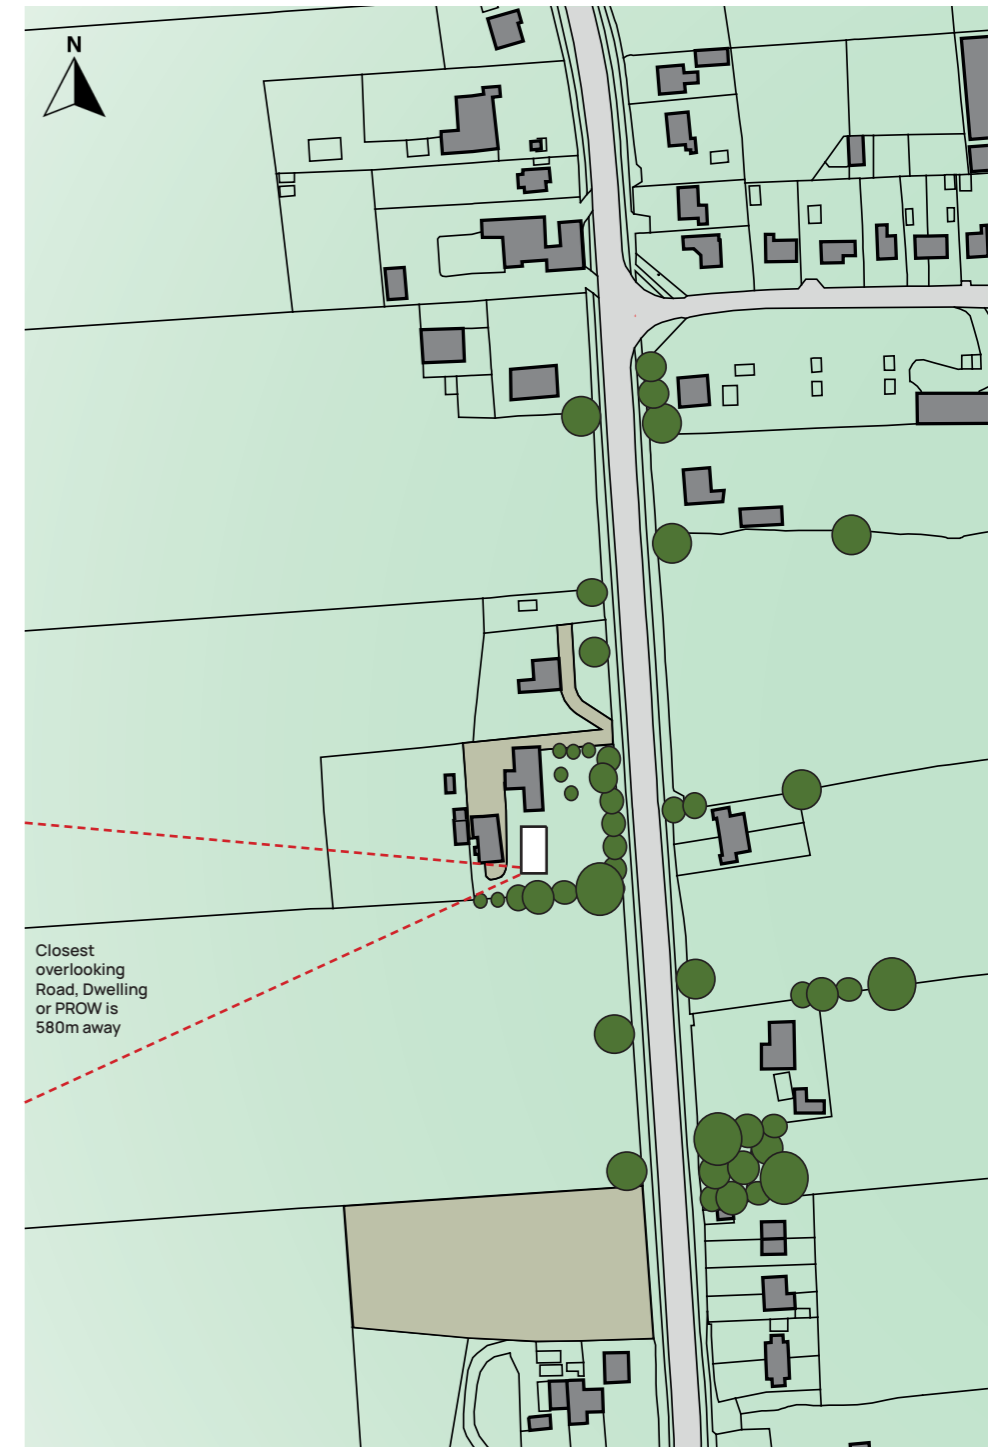 N
Closest
overlooking
Road, Dwelling
or PROW is
580m away